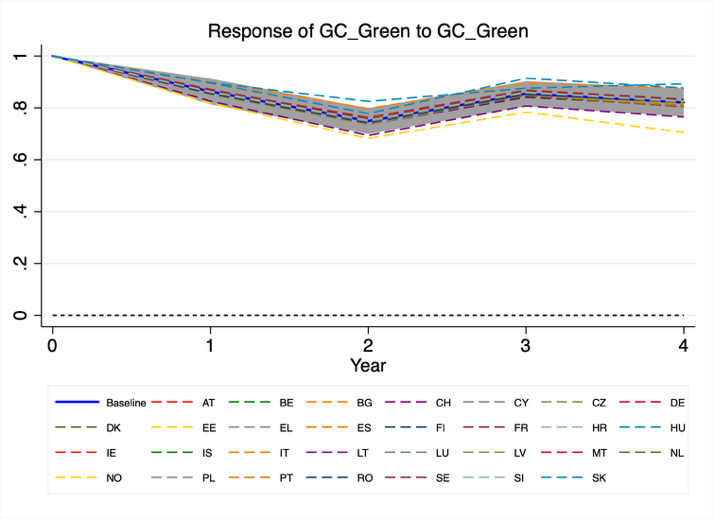 Response of GC_Green to GC_Green
1
.8
.6
.4
.2
0
0 1 2 3 4
Year
Baseline AT BE BG CH CY CZ DE
DK EE EL ES FI FR HR HU
IE IS IT LT LU LV MT NL
NO PL PT RO SE SI SK